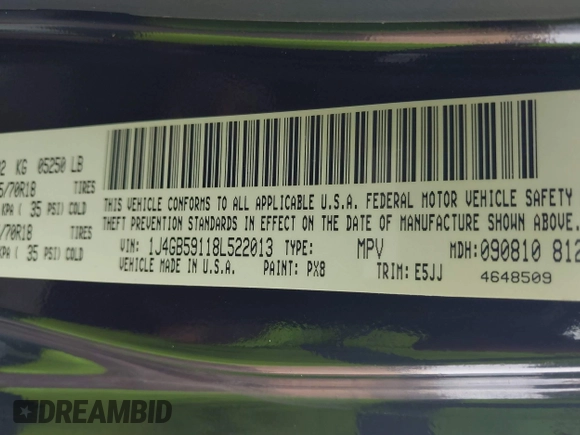 2 KG 05250 LB
5/70R18 TIRES
KPA ( 35 PSI) COLD
/70R18 TIRES
KPA ( 35 PSI) COLD
THIS VEHICLE CONFORMS TO ALL APPLICABLE U.S.A. FEDERAL MOTOR VEHICLE SAFETY
THEFT PREVENTION STANDARDS IN EFFECT ON THE DATE OF MANUFACTURE SHOWN ABOVE.
VIN: 1J4GB59118L522013 TYPE: MPV MDH: 090810 812
VEHICLE MADE IN U.S.A. PAINT: PX8 TRIM: E5JJ
4648509
DREAMBID